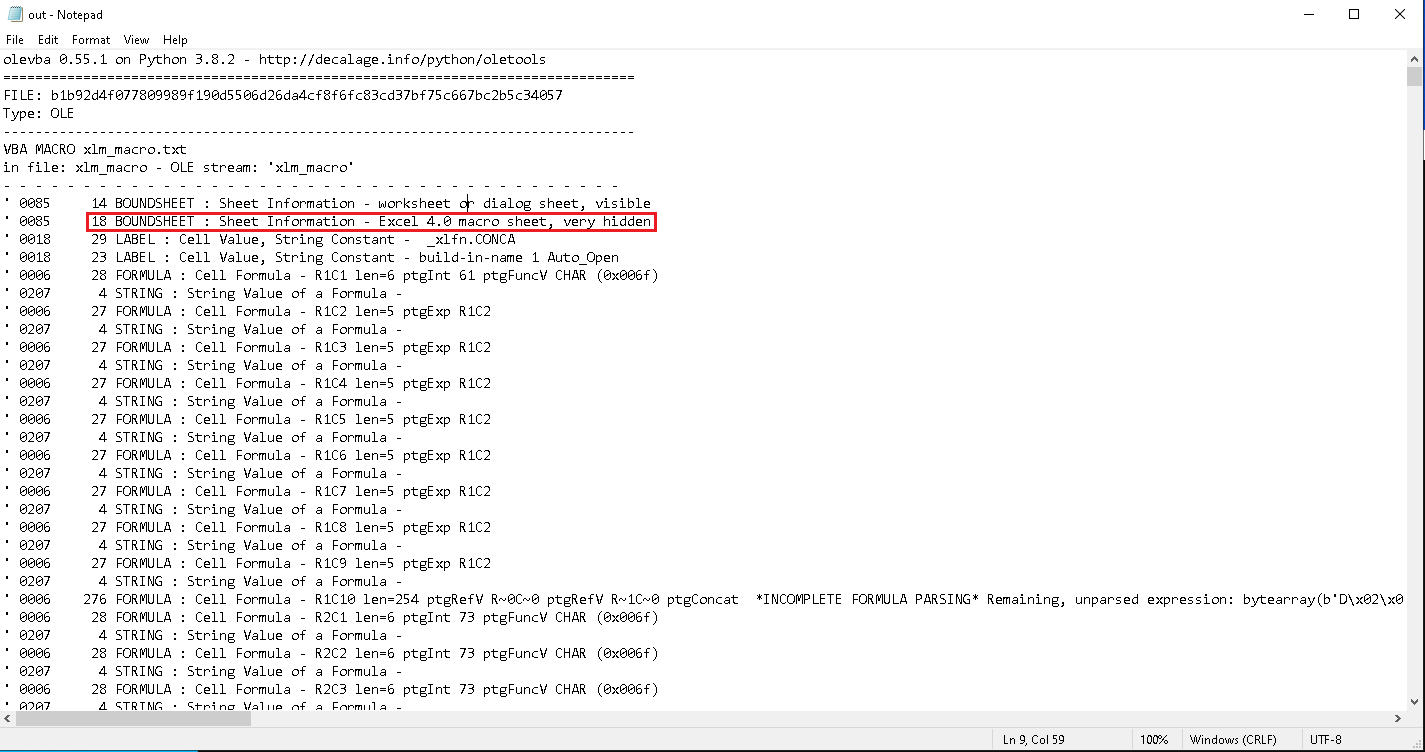 out - Notepad
File Edit Format View Help
olevba 0.55.1 on Python 3.8.2 - http://decalage.info/python/oletools
===============================================================================
FILE: b1b92d4f077809989f190d5506d26da4cf8f6fc83cd37bf75c667bc2b5c34057
Type: OLE
-------------------------------------------------------------------------------
VBA MACRO xlm_macro.txt
in file: xlm_macro - OLE stream: 'xlm_macro'
- - - - - - - - - - - - - - - - - - - - - - - - - - - - - - - - - - - - - - -
' 0085     14 BOUNDSHEET : Sheet Information - worksheet or dialog sheet, visible
' 0085     18 BOUNDSHEET : Sheet Information - Excel 4.0 macro sheet, very hidden
' 0018     29 LABEL : Cell Value, String Constant -  _xlfn.CONCA
' 0018     23 LABEL : Cell Value, String Constant - build-in-name 1 Auto_Open
' 0006     28 FORMULA : Cell Formula - R1C1 len=6 ptgInt 61 ptgFuncV CHAR (0x006f)
' 0207      4 STRING : String Value of a Formula -
' 0006     27 FORMULA : Cell Formula - R1C2 len=5 ptgExp R1C2
' 0207      4 STRING : String Value of a Formula -
' 0006     27 FORMULA : Cell Formula - R1C3 len=5 ptgExp R1C2
' 0207      4 STRING : String Value of a Formula -
' 0006     27 FORMULA : Cell Formula - R1C4 len=5 ptgExp R1C2
' 0207      4 STRING : String Value of a Formula -
' 0006     27 FORMULA : Cell Formula - R1C5 len=5 ptgExp R1C2
' 0207      4 STRING : String Value of a Formula -
' 0006     27 FORMULA : Cell Formula - R1C6 len=5 ptgExp R1C2
' 0207      4 STRING : String Value of a Formula -
' 0006     27 FORMULA : Cell Formula - R1C7 len=5 ptgExp R1C2
' 0207      4 STRING : String Value of a Formula -
' 0006     27 FORMULA : Cell Formula - R1C8 len=5 ptgExp R1C2
' 0207      4 STRING : String Value of a Formula -
' 0006     27 FORMULA : Cell Formula - R1C9 len=5 ptgExp R1C2
' 0207      4 STRING : String Value of a Formula -
' 0006    276 FORMULA : Cell Formula - R1C10 len=254 ptgRefV R~0C~0 ptgRefV R~1C~0 ptgConcat  *INCOMPLETE FORMULA PARSING* Remaining, unparsed expression: bytearray(b'D\x02\x0
' 0006     28 FORMULA : Cell Formula - R2C1 len=6 ptgInt 73 ptgFuncV CHAR (0x006f)
' 0207      4 STRING : String Value of a Formula -
' 0006     28 FORMULA : Cell Formula - R2C2 len=6 ptgInt 73 ptgFuncV CHAR (0x006f)
' 0207      4 STRING : String Value of a Formula -
' 0006     28 FORMULA : Cell Formula - R2C3 len=6 ptgInt 73 ptgFuncV CHAR (0x006f)
' 0207      4 STRING : String Value of a Formula -
Ln 9, Col 59 100% Windows (CRLF) UTF-8